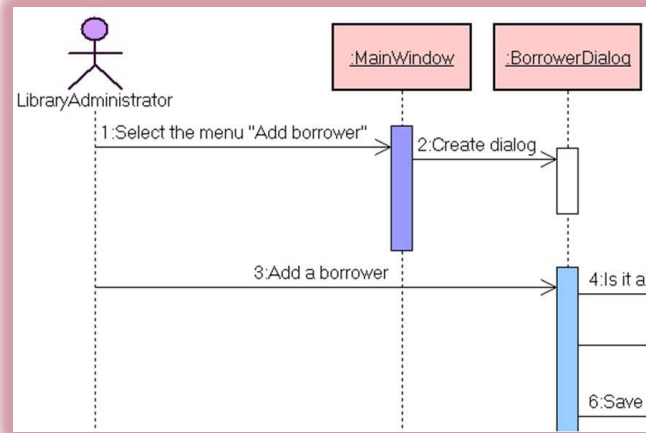 :MainWindow
:BorrowerDialog
LibraryAdministrator
1:Select the menu "Add borrower"
2:Create dialog
3:Add a borrower
4:Is it a
6:Save